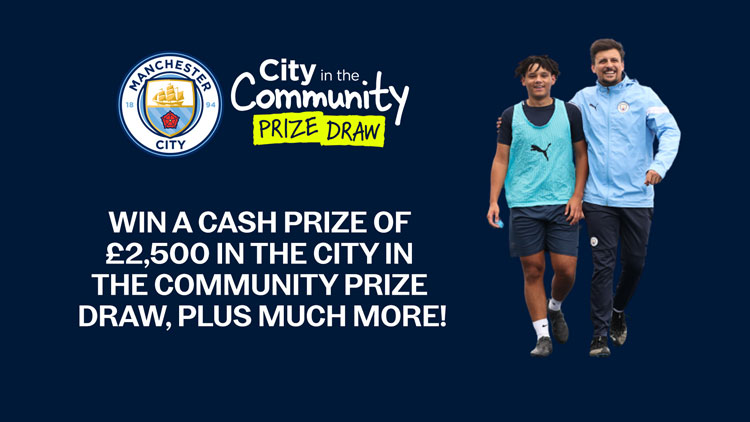 MANCHESTER
18 94
CITY
City in the
Community
PRIZE DRAW
WIN A CASH PRIZE OF
£2,500 IN THE CITY IN
THE COMMUNITY PRIZE
DRAW, PLUS MUCH MORE!